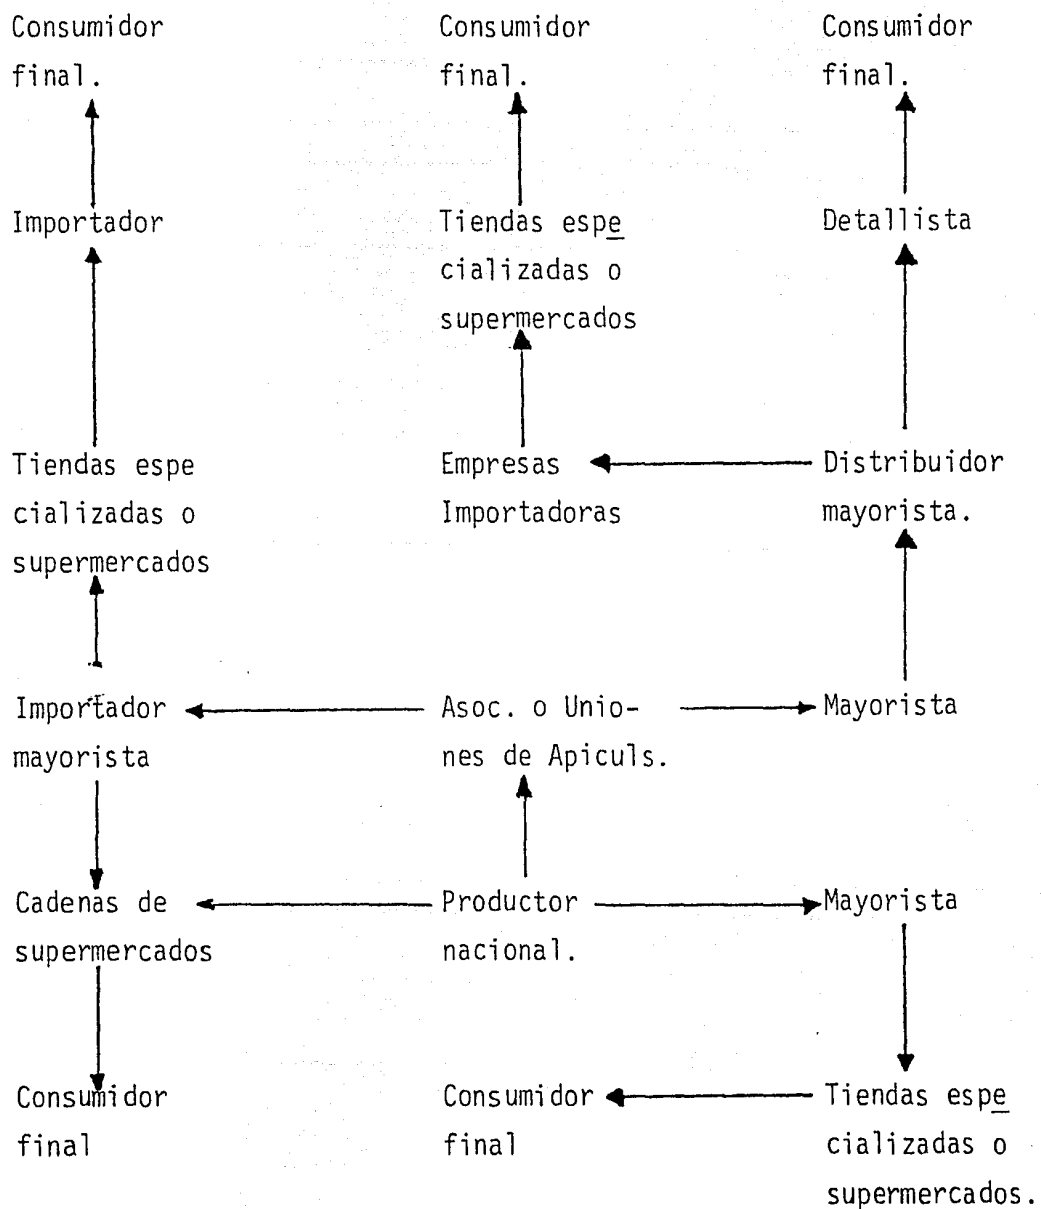 Consumidor
final.
Consumidor
final.
Consumidor
final.
Importador
Tiendas espe
cializadas o
supermercados
Detallista
Tiendas espe
cializadas o
supermercados
Empresas
Importadoras
Distribuidor
mayorista.
Importador
mayorista
Asoc. o Unio-
nes de Apiculs.
Mayorista
Cadenas de
supermercados
Productor
nacional.
Mayorista
Consumidor
final
Consumidor
final
Tiendas espe
cializadas o
supermercados.